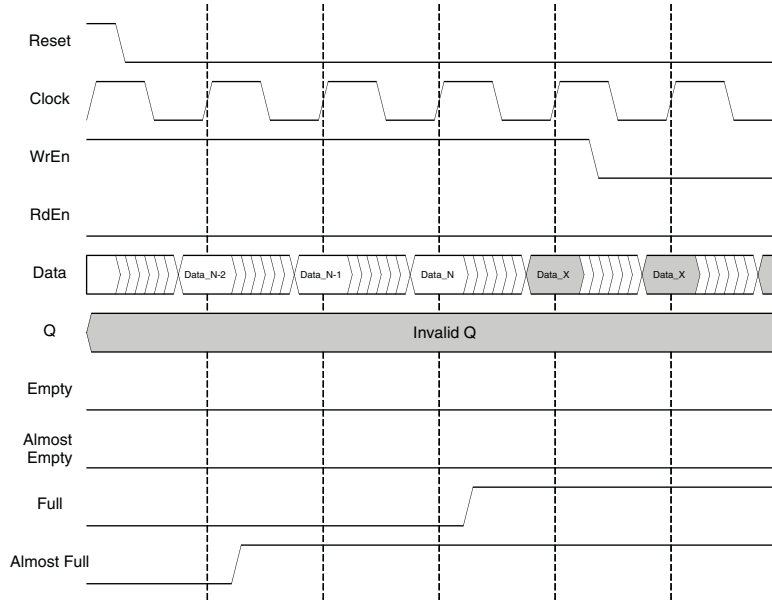 Reset
Clock
WrEn
RdEn
Data
Data_N-2
Data_N-1
Data_N
Data_X
Data_X
Q
Invalid Q
Empty
Almost
Empty
Full
Almost Full